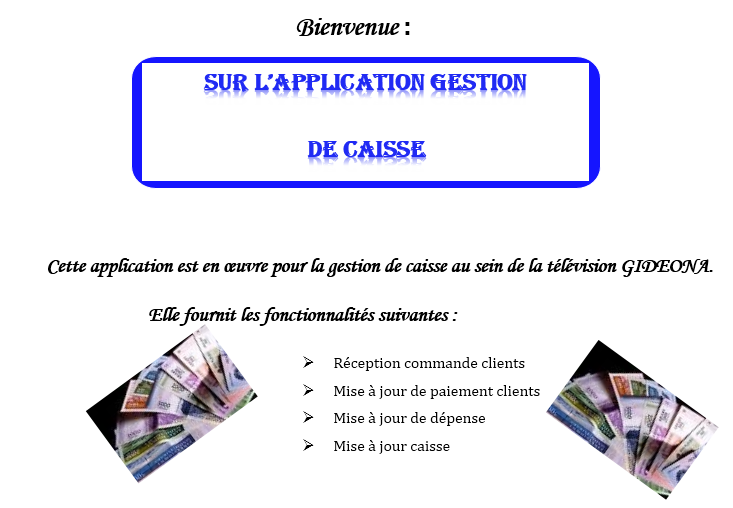 Bienvenue :
SUR L'APPLICATION GESTION
DE CAISSE
Cette application est en œuvre pour la gestion de caisse au sein de la télévision GIDEONA.
Elle fournit les fonctionnalités suivantes :
➢ Réception commande clients
➢ Mise à jour de paiement clients
➢ Mise à jour de dépense
➢ Mise à jour caisse